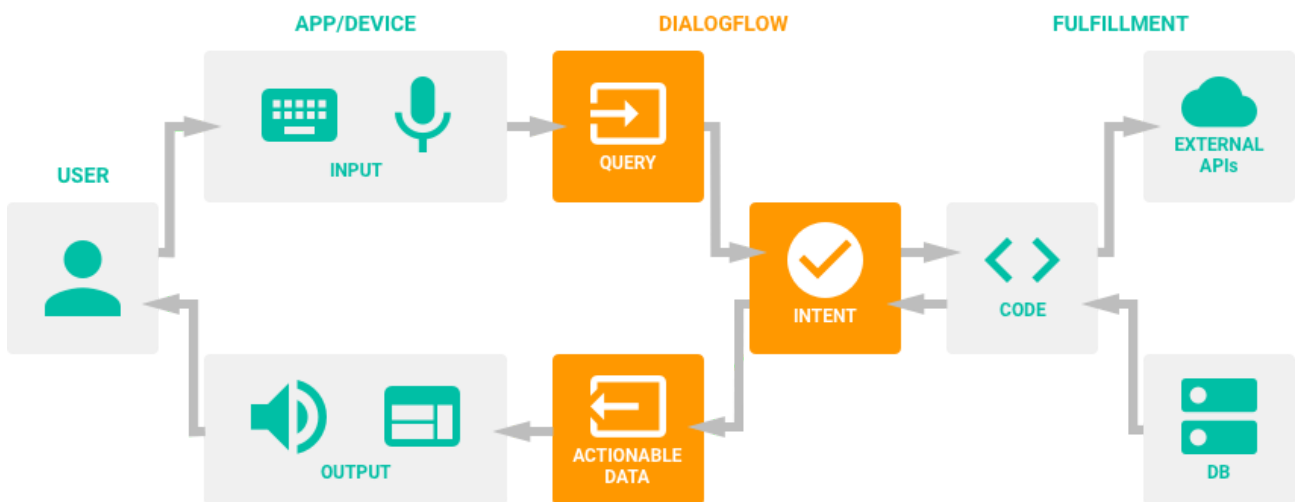 APP/DEVICE
DIALOGFLOW
FULFILLMENT
INPUT
QUERY
EXTERNAL
APIs
USER
INTENT
CODE
OUTPUT
ACTIONABLE
DATA
DB